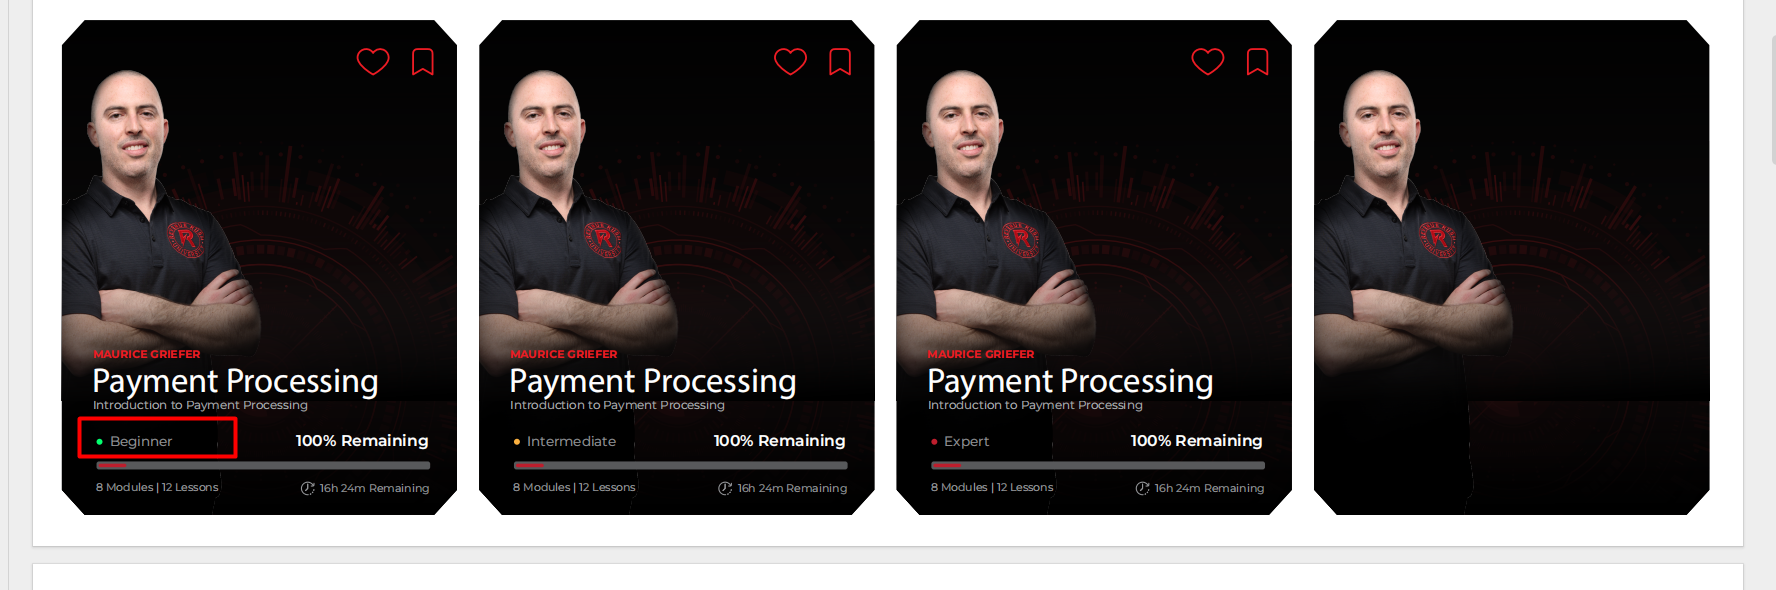 MAURICE GRIEFER
Payment Processing
Introduction to Payment Processing
Beginner
100% Remaining
8 Modules | 12 Lessons
16h 24m Remaining
MAURICE GRIEFER
Payment Processing
Introduction to Payment Processing
Intermediate
100% Remaining
8 Modules | 12 Lessons
16h 24m Remaining
MAURICE GRIEFER
Payment Processing
Introduction to Payment Processing
Expert
100% Remaining
8 Modules | 12 Lessons
16h 24m Remaining